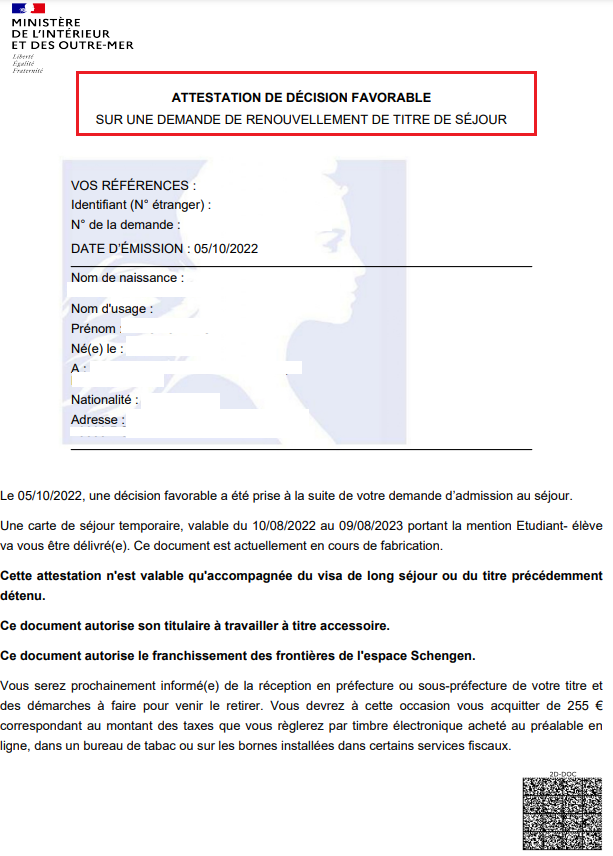 MINISTÈRE
DE L'INTÉRIEUR
ET DES OUTRE-MER
Liberté
Égalité
Fraternité
ATTESTATION DE DÉCISION FAVORABLE
SUR UNE DEMANDE DE RENOUVELLEMENT DE TITRE DE SÉJOUR
VOS RÉFÉRENCES :
Identifiant (N° étranger) :
N° de la demande :
DATE D'ÉMISSION : 05/10/2022
Nom de naissance :
Nom d'usage :
Prénom :
Né(e) le :
A :
Nationalité :
Adresse :
Le 05/10/2022, une décision favorable a été prise à la suite de votre demande d'admission au séjour.
Une carte de séjour temporaire, valable du 10/08/2022 au 09/08/2023 portant la mention Etudiant- élève
va vous être délivré(e). Ce document est actuellement en cours de fabrication.
Cette attestation n'est valable qu'accompagnée du visa de long séjour ou du titre précédemment
détenu.
Ce document autorise son titulaire à travailler à titre accessoire.
Ce document autorise le franchissement des frontières de l'espace Schengen.
Vous serez prochainement informé(e) de la réception en préfecture ou sous-préfecture de votre titre et
des démarches à faire pour venir le retirer. Vous devrez à cette occasion vous acquitter de 255 €
correspondant au montant des taxes que vous règlerez par timbre électronique acheté au préalable en
ligne, dans un bureau de tabac ou sur les bornes installées dans certains services fiscaux.
2D-DOC